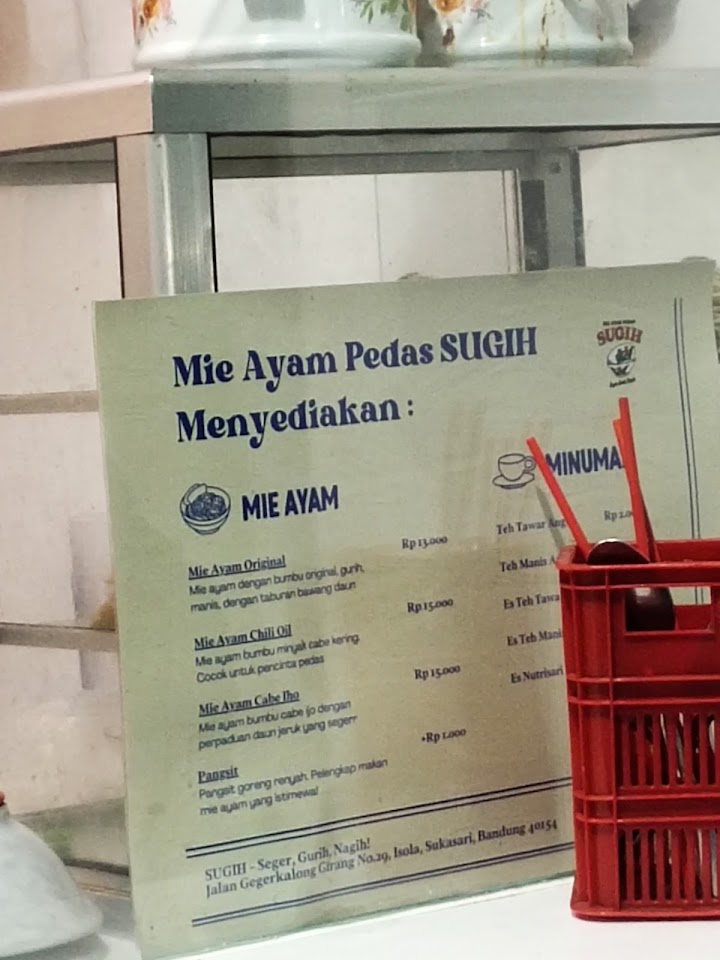 Mie Ayam Pedas SUGIH
Menyediakan :
SUGIH
MIE AYAM
Mie Ayam Original
Rp 13.000
Mie ayam dengan bumbu original, gurih,
manis, dengan taburan bawang daun
Mie Ayam Chili Oil
Rp 15.000
Mie ayam bumbu minyak cabe kering.
Cocok untuk pencinta pedas
Mie Ayam Cabe Ijo
Rp 15.000
Mie ayam bumbu cabe ijo dengan
perpaduan daun jeruk yang segerr
Pangsit
+Rp 1.000
Pangsit goreng renyah. Pelengkap makan
mie ayam yang istimewa!
MINUMA
Teh Tawar Ang
Rp 2.0
Teh Manis A
Es Teh Tawa
Es Teh Mani
Es Nutrisari
SUGIH - Seger, Gurih, Nagih!
Jalan Gegerkalong Girang No.29, Isola, Sukasari, Bandung 40154